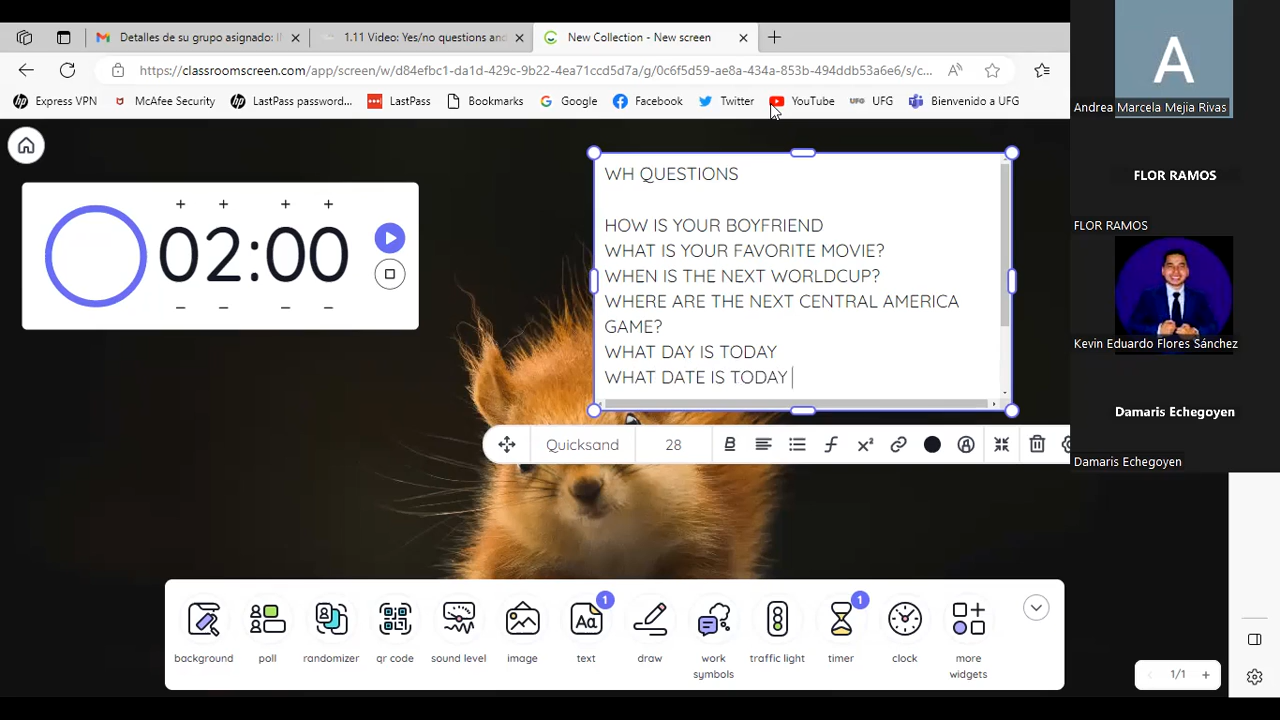 Detalles de su grupo asignado: I
1.11 Video: Yes/no questions and
New Collection - New screen
https://classroomscreen.com/app/screen/w/d84efbc1-da1d-429c-9b22-4ea71ccd5d7a/g/0c6f5d59-ae8a-434a-853b-494ddb53a6e6/s/c...
Express VPN
McAfee Security
LastPass password...
LastPass
Bookmarks
Google
Facebook
Twitter
YouTube
UFG
UFG
Bienvenido a UFG
A
Andrea Marcela Mejia Rivas
FLOR RAMOS
FLOR RAMOS
Kevin Eduardo Flores Sánchez
Damaris Echegoyen
Damaris Echegoyen
02:00
WH QUESTIONS
HOW IS YOUR BOYFRIEND
WHAT IS YOUR FAVORITE MOVIE?
WHEN IS THE NEXT WORLDCUP?
WHERE ARE THE NEXT CENTRAL AMERICA
GAME?
WHAT DAY IS TODAY
WHAT DATE IS TODAY
Quicksand
28
B
background
poll
randomizer
qr code
sound level
image
1
text
draw
work
symbols
traffic light
1
timer
clock
more
widgets
1/1